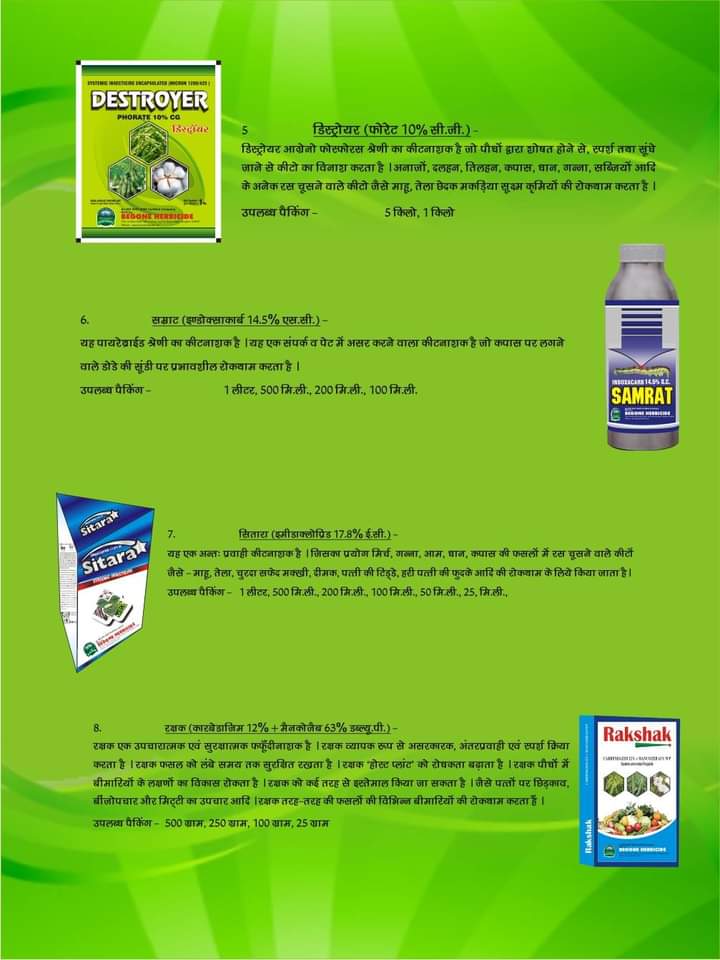 SYSTEMIC INSECTICIDE ENCAPSULATED (MICRON 1200/425 )
DESTROYER
PHORATE 10% CG
डिस्ट्रॉयर
BEGONE HERBICIDE
5 डिस्ट्रोयर (फोरेट 10% सी.जी.) –
डिस्ट्रोयर आग्रेनो फोस्फोरस श्रेणी का कीटनाशक है जो पौधों द्वारा शोषत होने से, स्पर्श तथा सूंघे
जाने से कीटो का विनाश करता है । अनाजों, दलहन, तिलहन, कपास, धान, गन्ना, सब्जियों आदि
के अनेक रस चूसने वाले कीटो जैसे माहू, तेला छेदक मकड़िया सूक्ष्म कृमियों की रोकथाम करता है ।
उपलब्ध पैकिंग – 5 किलो, 1 किलो
6. सम्राट (इण्डोक्साकार्ब 14.5% एस.सी.) –
यह पायरेथ्राईड श्रेणी का कीटनाशक है । यह एक संपर्क व पेट में असर करने वाला कीटनाशक है जो कपास पर लगने
वाले डोडे की सूंडी पर प्रभावशील रोकथाम करता है ।
उपलब्ध पैकिंग – 1 लीटर, 500 मि.ली., 200 मि.ली., 100 मि.ली.
INDOXACARB 14.5% S.C.
SAMRAT
BEGONE HERBICIDE
Sitara
Sitara
BEGONE HERBICIDE
7. सितारा (इमीडाक्लोप्रिड 17.8% ई.सी.) –
यह एक अन्तः प्रवाही कीटनाशक है । जिसका प्रयोग मिर्च, गन्ना, आम, धान, कपास की फसलों में रस चूसने वाले कीटों
जैसे – माहू, तेला, चुरदा सफेद मक्खी, दीमक, पत्ती की टिड्डे, हरी पत्ती की फुदके आदि की रोकथाम के लिये किया जाता है ।
उपलब्ध पैकिंग – 1 लीटर, 500 मि.ली., 200 मि.ली., 100 मि.ली., 50 मि.ली., 25, मि.ली.,
8. रक्षक (कारबेडाजिम 12% + मैनकोजैब 63% डब्ल्यू.पी.) –
रक्षक एक उपचारात्मक एवं सुरक्षात्मक फफूँदीनाशक है । रक्षक व्यापक रूप से असरकारक, अंतरप्रवाही एवं स्पर्श क्रिया
करता है । रक्षक फसल को लंबे समय तक सुरक्षित रखता है । रक्षक 'होस्ट प्लांट' को रोचकता बढ़ाता है । रक्षक पौधों में
बीमारियोंं के लक्षणों का विकास रोकता है । रक्षक को कई तरह से इस्तेमाल किया जा सकता है । जैसे पत्तों पर छिड़काव,
बीँजोपचार और मिट्टी का उपचार आदि । रक्षक तरह-तरह की फसलों की विभिन्न बीमारियों की रोकथाम करता हैं ।
उपलब्ध पैकिंग – 500 ग्राम, 250 ग्राम, 100 ग्राम, 25 ग्राम
Rakshak
Rakshak
BEGONE HERBICIDE